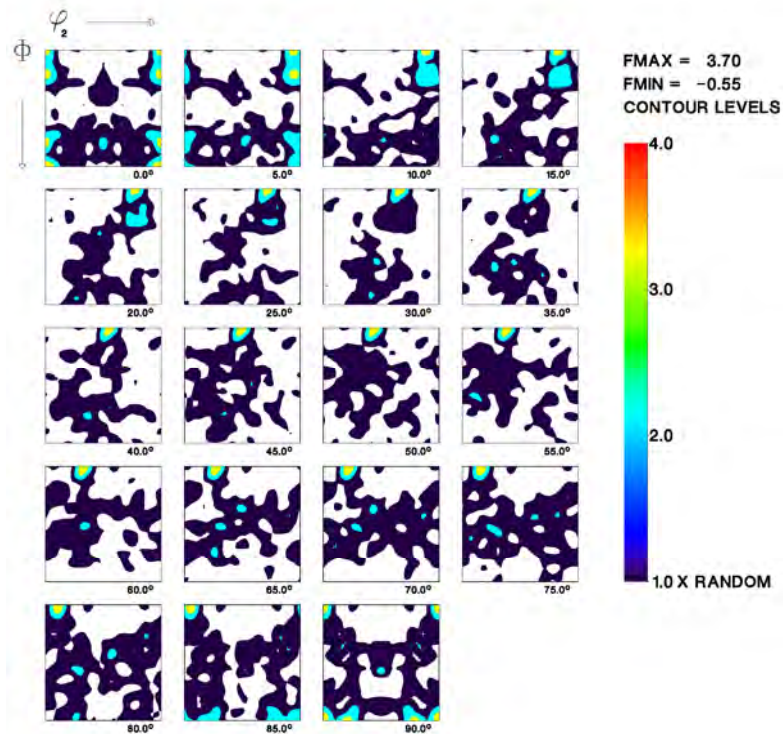 φ₂
Φ
FMAX = 3.70
FMIN = -0.55
CONTOUR LEVELS
4.0
3.0
2.0
1.0 X RANDOM
0.0° 5.0° 10.0° 15.0°
20.0° 25.0° 30.0° 35.0°
40.0° 45.0° 50.0° 55.0°
60.0° 65.0° 70.0° 75.0°
80.0° 85.0° 90.0°